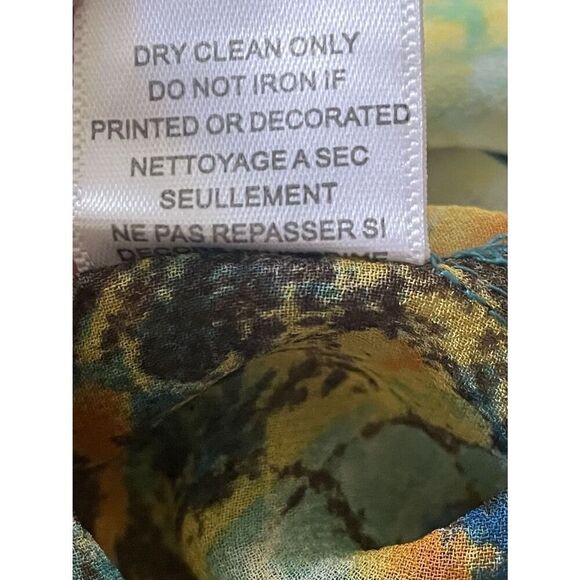 DRY CLEAN ONLY
DO NOT IRON IF
PRINTED OR DECORATED
NETTOYAGE A SEC
SEULLEMENT
NE PAS REPASSER SI